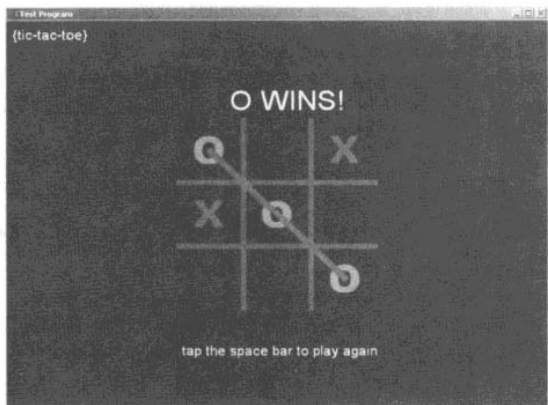 Test Program
{tic-tac-toe}
O WINS!
O X
X O
O
tap the space bar to play again